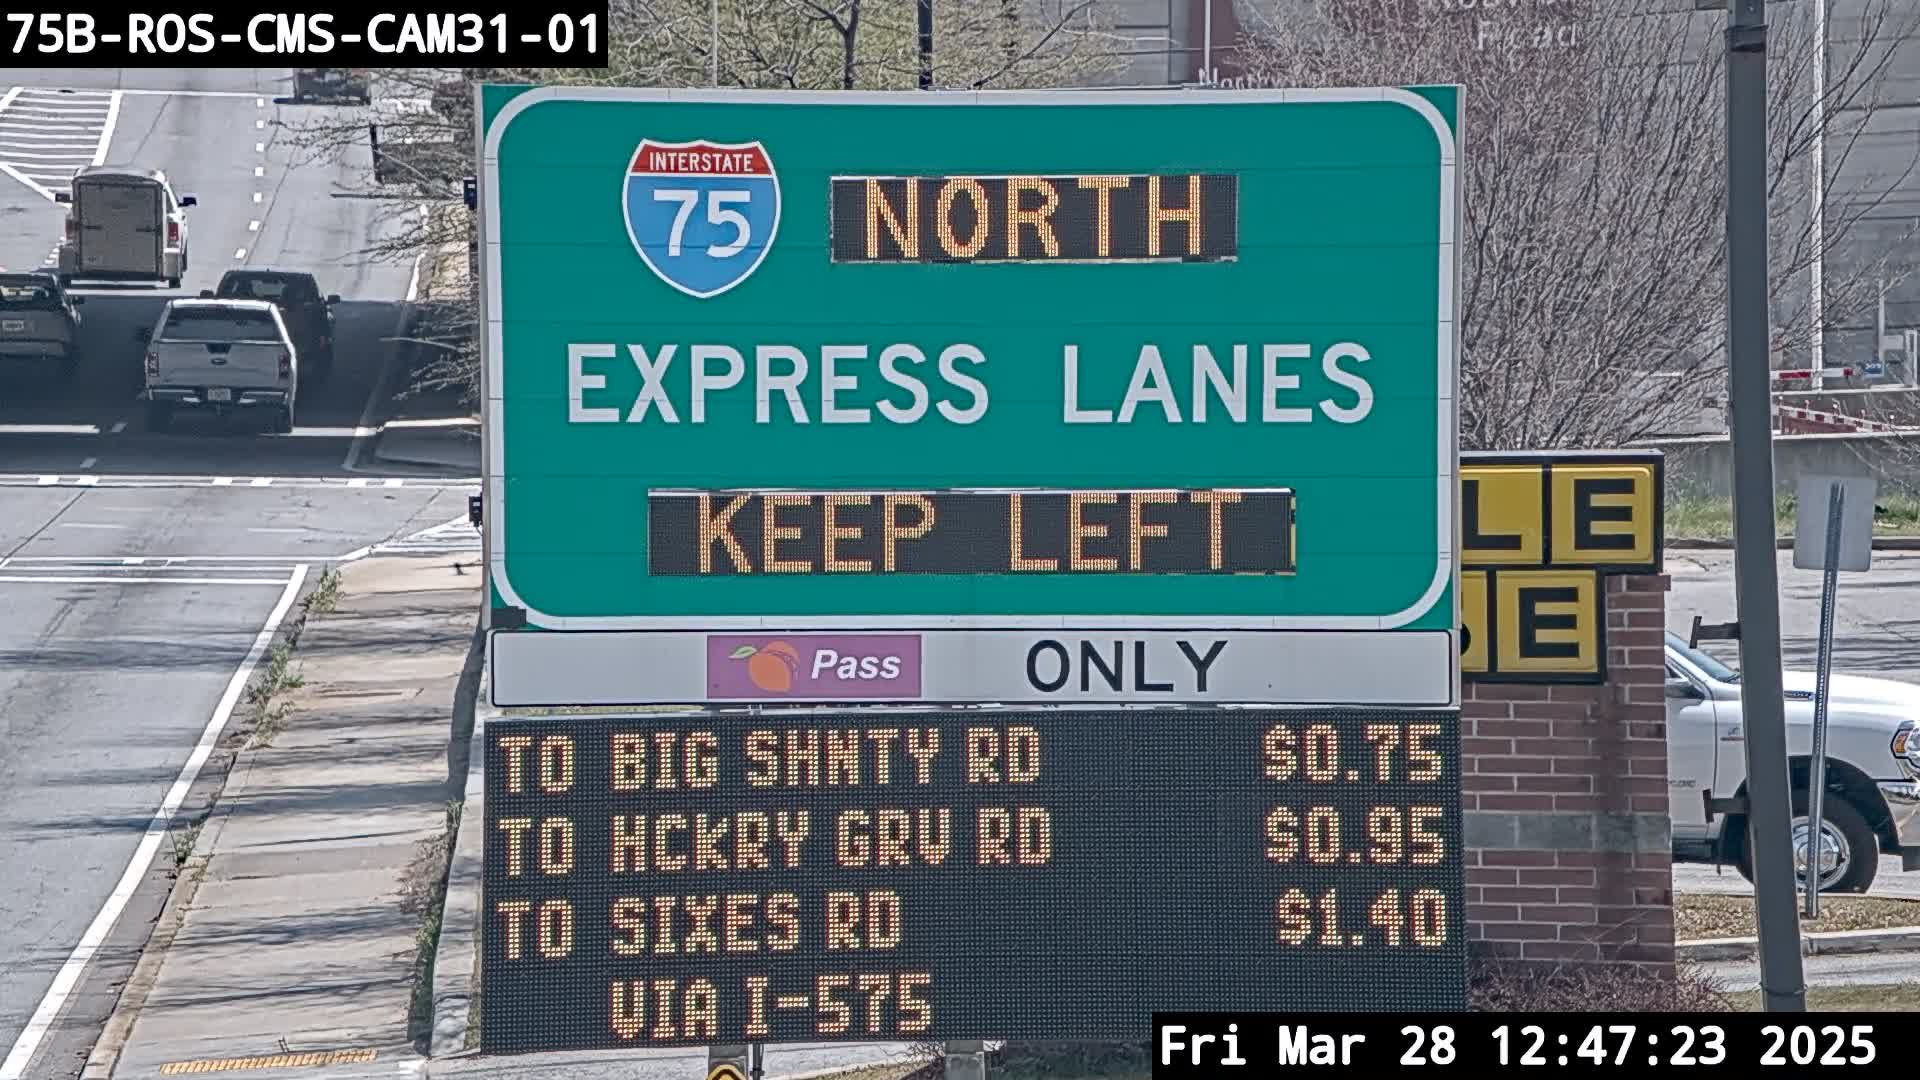 75B-ROS-CMS-CAM31-01
Road
INTERSTATE
75
NORTH
EXPRESS LANES
KEEP LEFT
Pass ONLY
TO BIG SHNTY RD $0.75
TO HCKRY GRV RD $0.95
TO SIXES RD $1.40
VIA I-575
LE
E
Fri Mar 28 12:47:23 2025